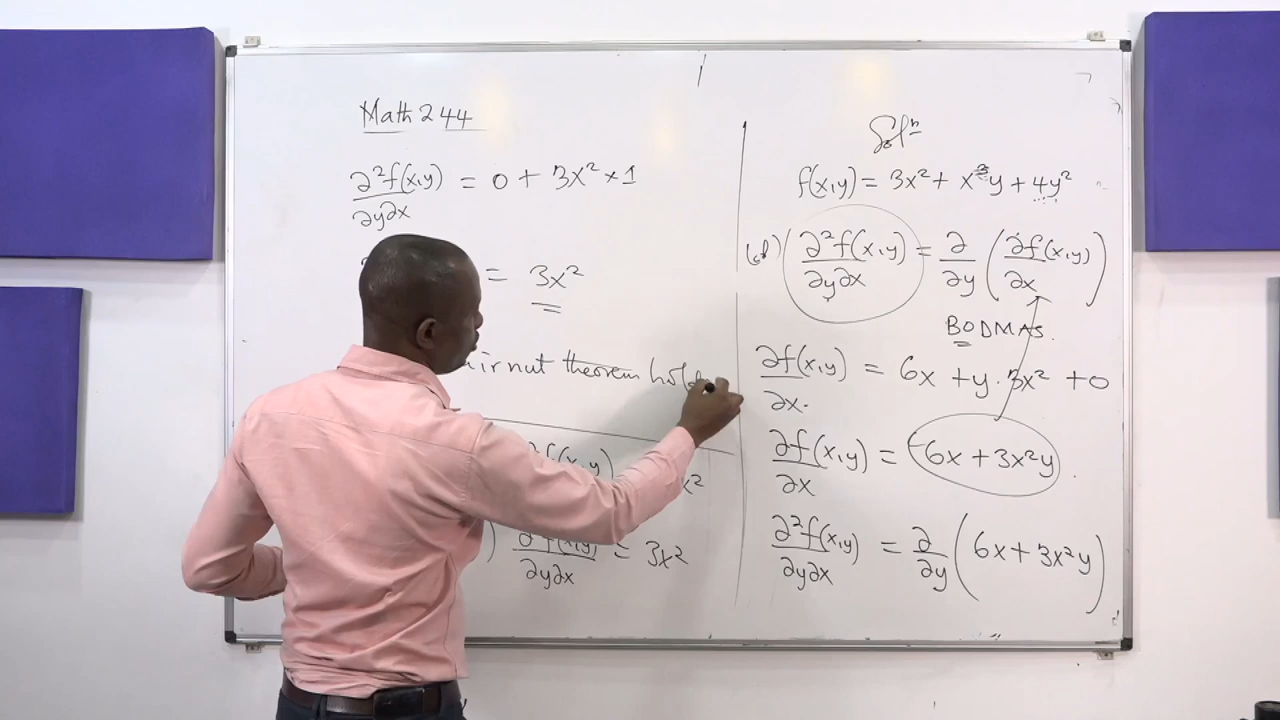 Math 244
∂²f(x,y)/∂y∂x = 0 + 3x² × 1
= 3x²
theorem
∂f(x,y) x²
) ∂²f(x,y)/∂y∂x = 3x²
Solⁿ
f(x,y) = 3x² + x³y + 4y²
∂²f(x,y)/∂y∂x = ∂/∂y (∂f(x,y)/∂x)
BODMAS.
∂f(x,y)/∂x = 6x + y · 3x² + 0
∂f(x,y)/∂x = 6x + 3x²y
∂²f(x,y)/∂y∂x = ∂/∂y (6x + 3x²y)